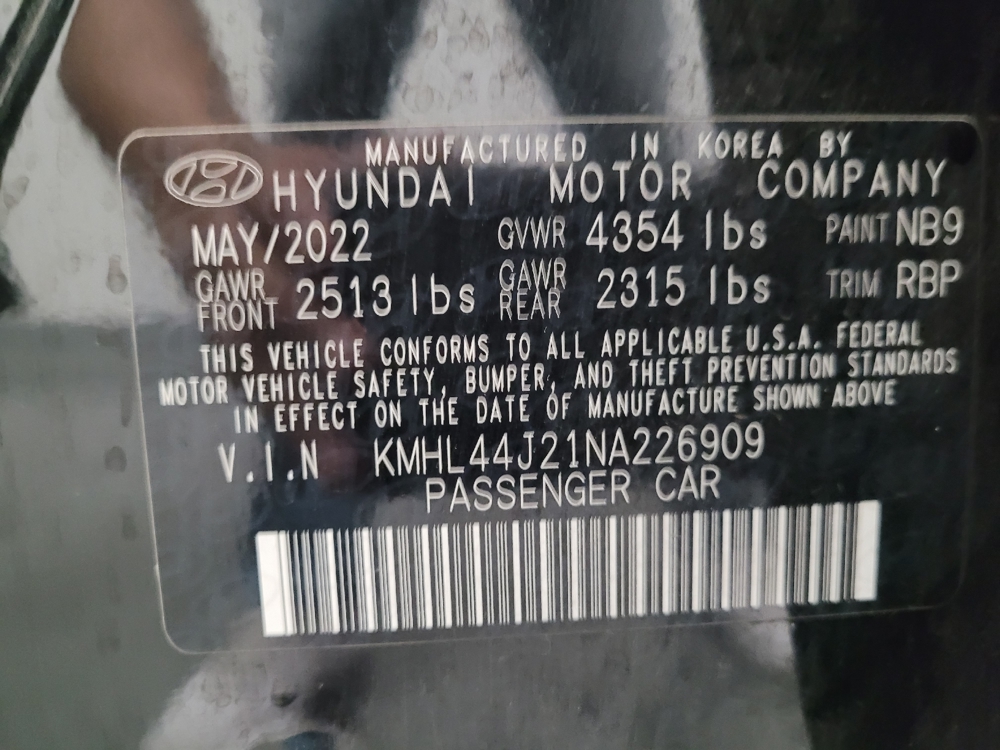 MANUFACTURED IN KOREA BY
HYUNDAI MOTOR COMPANY
MAY/2022 GVWR 4354 lbs PAINT NB9
GAWR FRONT 2513 lbs GAWR REAR 2315 lbs TRIM RBP
THIS VEHICLE CONFORMS TO ALL APPLICABLE U.S.A. FEDERAL
MOTOR VEHICLE SAFETY, BUMPER, AND THEFT PREVENTION STANDARDS
IN EFFECT ON THE DATE OF MANUFACTURE SHOWN ABOVE
V.I.N KMHL44J21NA226909
PASSENGER CAR